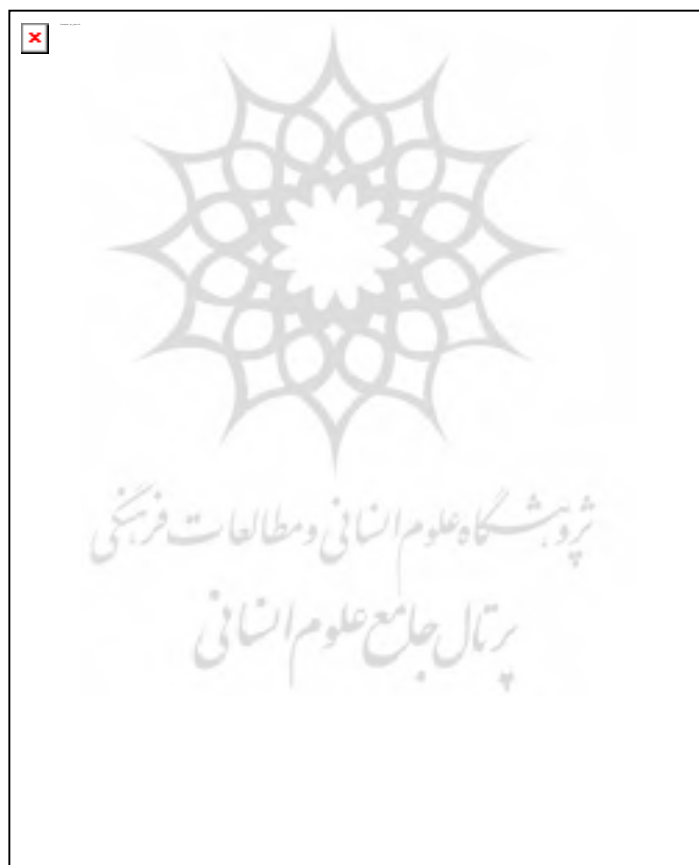 پژوهشگاه علوم انسانی و مطالعات فرهنگی
پرتال جامع علوم انسانی